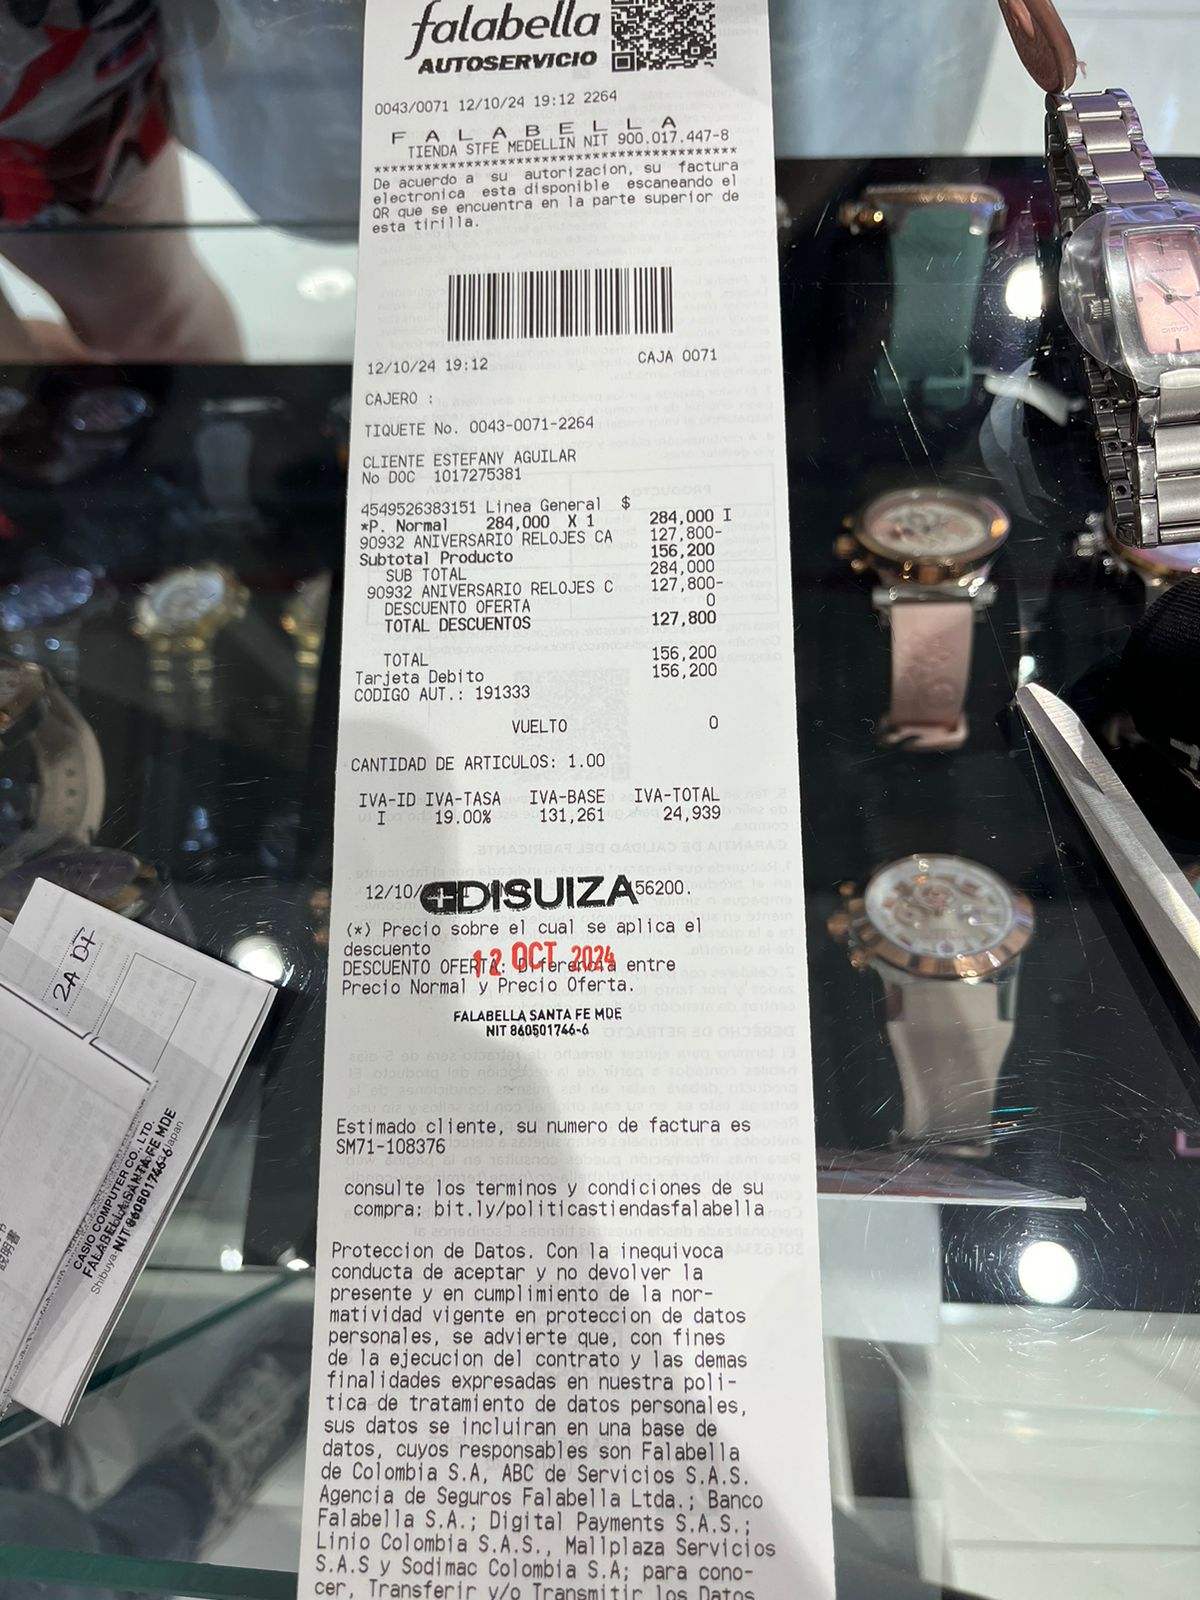 falabella
AUTOSERVICIO
0043/0071 12/10/24 19:12 2264
F A L A B E L L A
TIENDA STFE MEDELLIN NIT 900.017.447-8
****************************************
De acuerdo a su autorizacion, su factura
electronica esta disponible escaneando el
QR que se encuentra en la parte superior de
esta tirilla.
12/10/24 19:12 CAJA 0071
CAJERO :
TIQUETE No. 0043-0071-2264
CLIENTE ESTEFANY AGUILAR
No DOC 1017275381
4549526383151 Linea General $
*P. Normal 284,000 X 1 284,000 I
90932 ANIVERSARIO RELOJES CA 127,800-
Subtotal Producto 156,200
SUB TOTAL 284,000
90932 ANIVERSARIO RELOJES C 127,800-
DESCUENTO OFERTA 0
TOTAL DESCUENTOS 127,800
TOTAL 156,200
Tarjeta Debito 156,200
CODIGO AUT.: 191333
VUELTO 0
CANTIDAD DE ARTICULOS: 1.00
IVA-ID IVA-TASA IVA-BASE IVA-TOTAL
I 19.00% 131,261 24,939
12/10/ DISUIZA 56200.
(*) Precio sobre el cual se aplica el
descuento
12 OCT 2024
DESCUENTO OFERTA: Diferencia entre
Precio Normal y Precio Oferta.
FALABELLA SANTA FE MDE
NIT 860501746-6
Estimado cliente, su numero de factura es
SM71-108376
consulte los terminos y condiciones de su
compra: bit.ly/politicastiendasfalabella
Proteccion de Datos. Con la inequivoca
conducta de aceptar y no devolver la
presente y en cumplimiento de la nor-
matividad vigente en proteccion de datos
personales, se advierte que, con fines
de la ejecucion del contrato y las demas
finalidades expresadas en nuestra poli-
tica de tratamiento de datos personales,
sus datos se incluiran en una base de
datos, cuyos responsables son Falabella
de Colombia S.A, ABC de Servicios S.A.S.
Agencia de Seguros Falabella Ltda.; Banco
Falabella S.A.; Digital Payments S.A.S.;
Linio Colombia S.A.S., Mallplaza Servicios
S.A.S y Sodimac Colombia S.A; para cono-
cer, Transferir y/o Transmitir los Datos
2A DT
CASIO COMPUTER CO., LTD.
FALABELLA SANTA FE MDE
NIT 860501746-6
CASIO